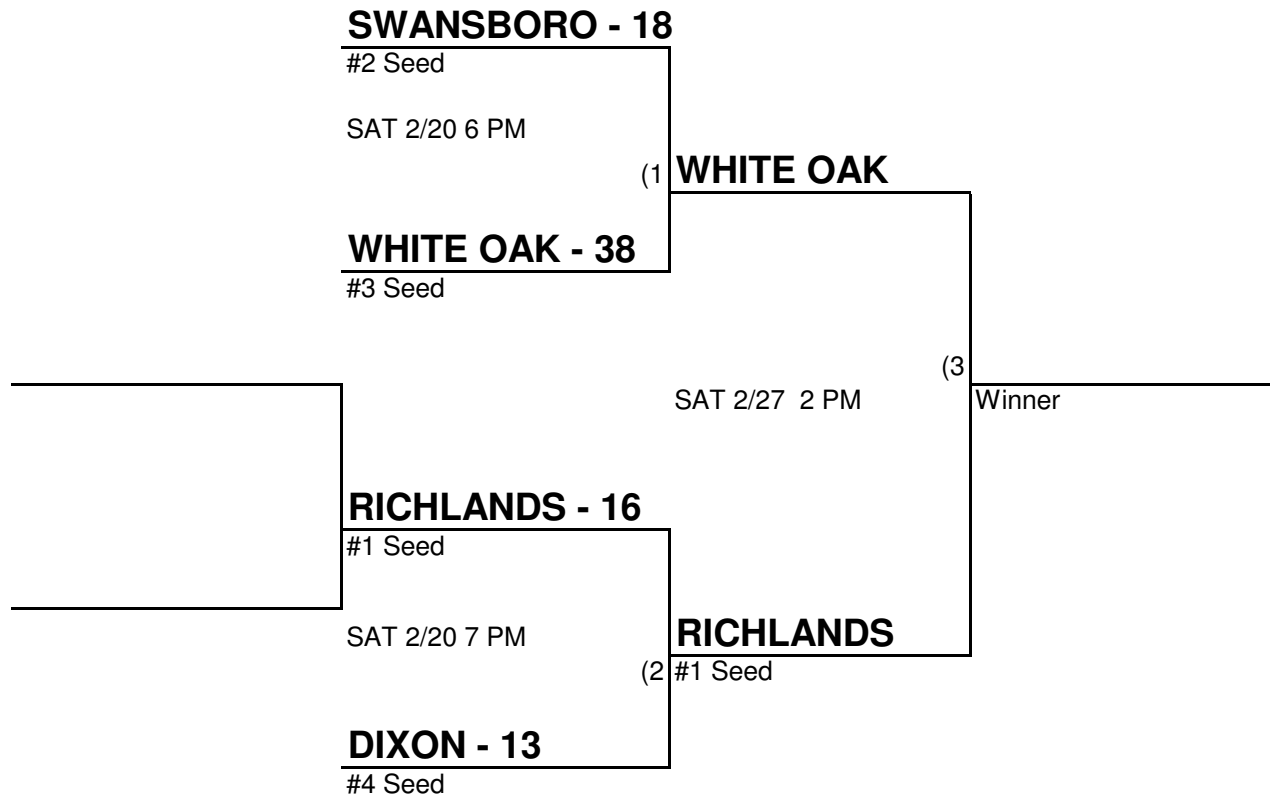 SWANSBORO - 18
#2 Seed
SAT 2/20 6 PM
(1
WHITE OAK
WHITE OAK - 38
#3 Seed
(3
SAT 2/27  2 PM
Winner
RICHLANDS - 16
#1 Seed
SAT 2/20 7 PM
RICHLANDS
(2
#1 Seed
DIXON - 13
#4 Seed